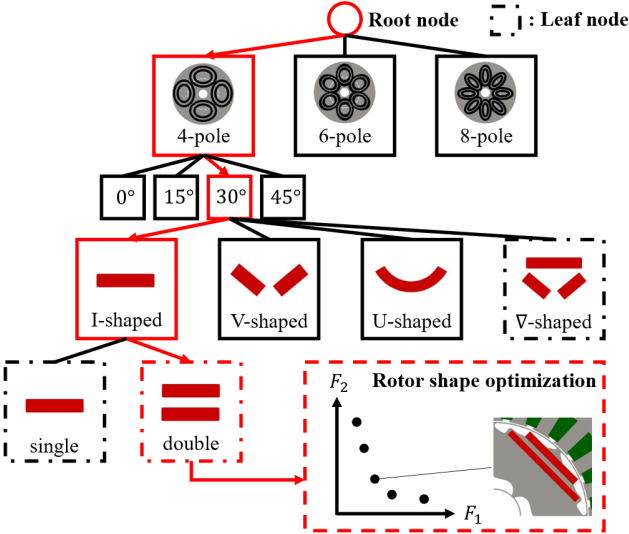 Root node
: Leaf node
4-pole
6-pole
8-pole
0°
15°
30°
45°
I-shaped
V-shaped
U-shaped
∇-shaped
single
double
Rotor shape optimization
F₂
F₁